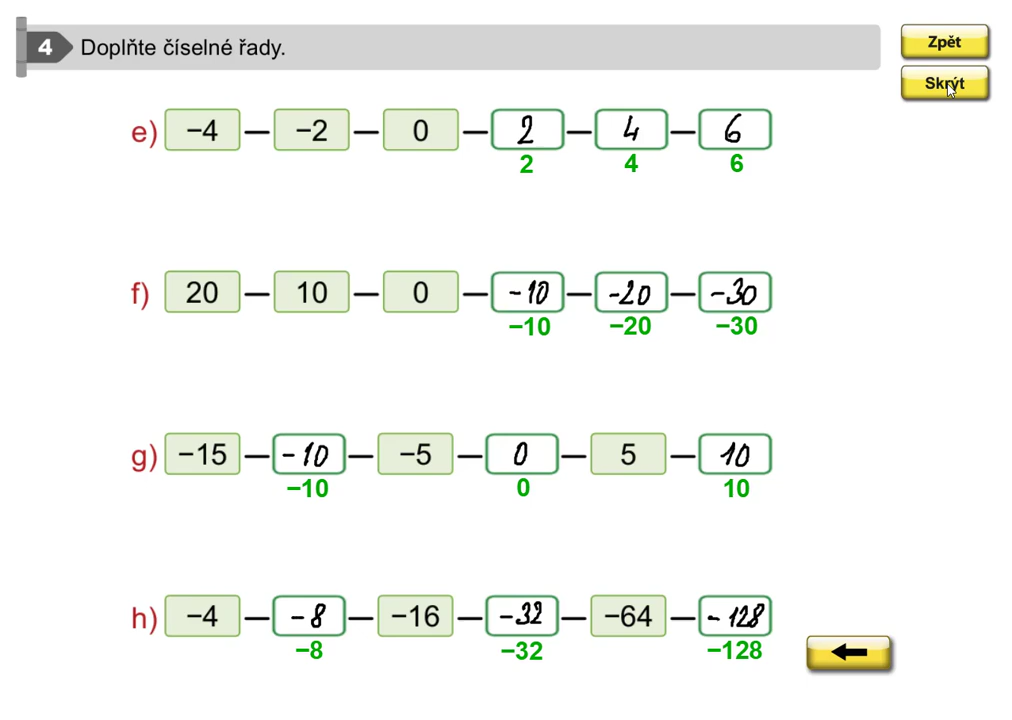 4 Doplňte číselné řady.
Zpět
Skrýt
e) −4 − −2 − 0 − 2 − 4 − 6
2 4 6
f) 20 − 10 − 0 − -10 − -20 − -30
−10 −20 −30
g) −15 − -10 − −5 − 0 − 5 − 10
−10 0 10
h) −4 − -8 − −16 − -32 − −64 − -128
−8 −32 −128